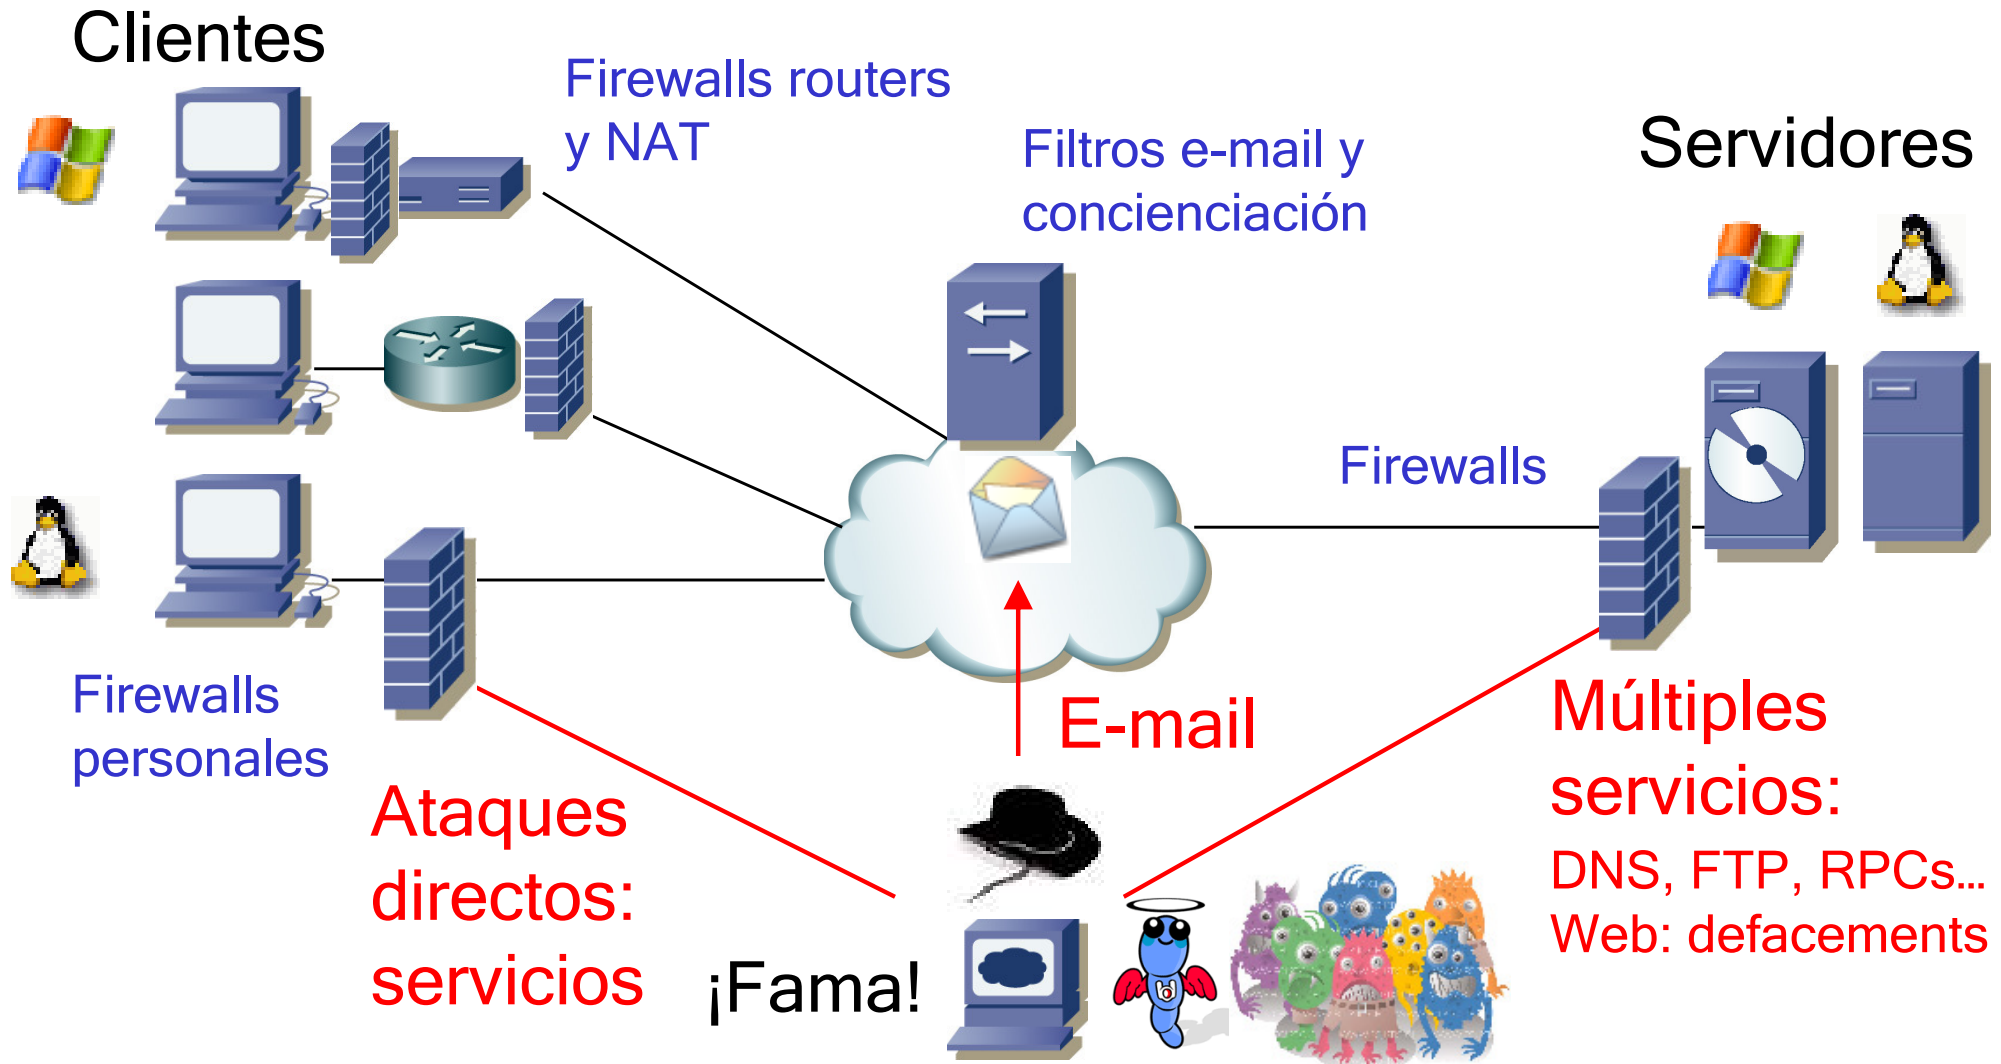 Clientes
Firewalls routers
y NAT
Filtros e-mail y
concienciación
Servidores
Firewalls
Firewalls
personales
E-mail
Múltiples
servicios:
DNS, FTP, RPCs...
Web: defacements
Ataques
directos:
servicios
¡Fama!